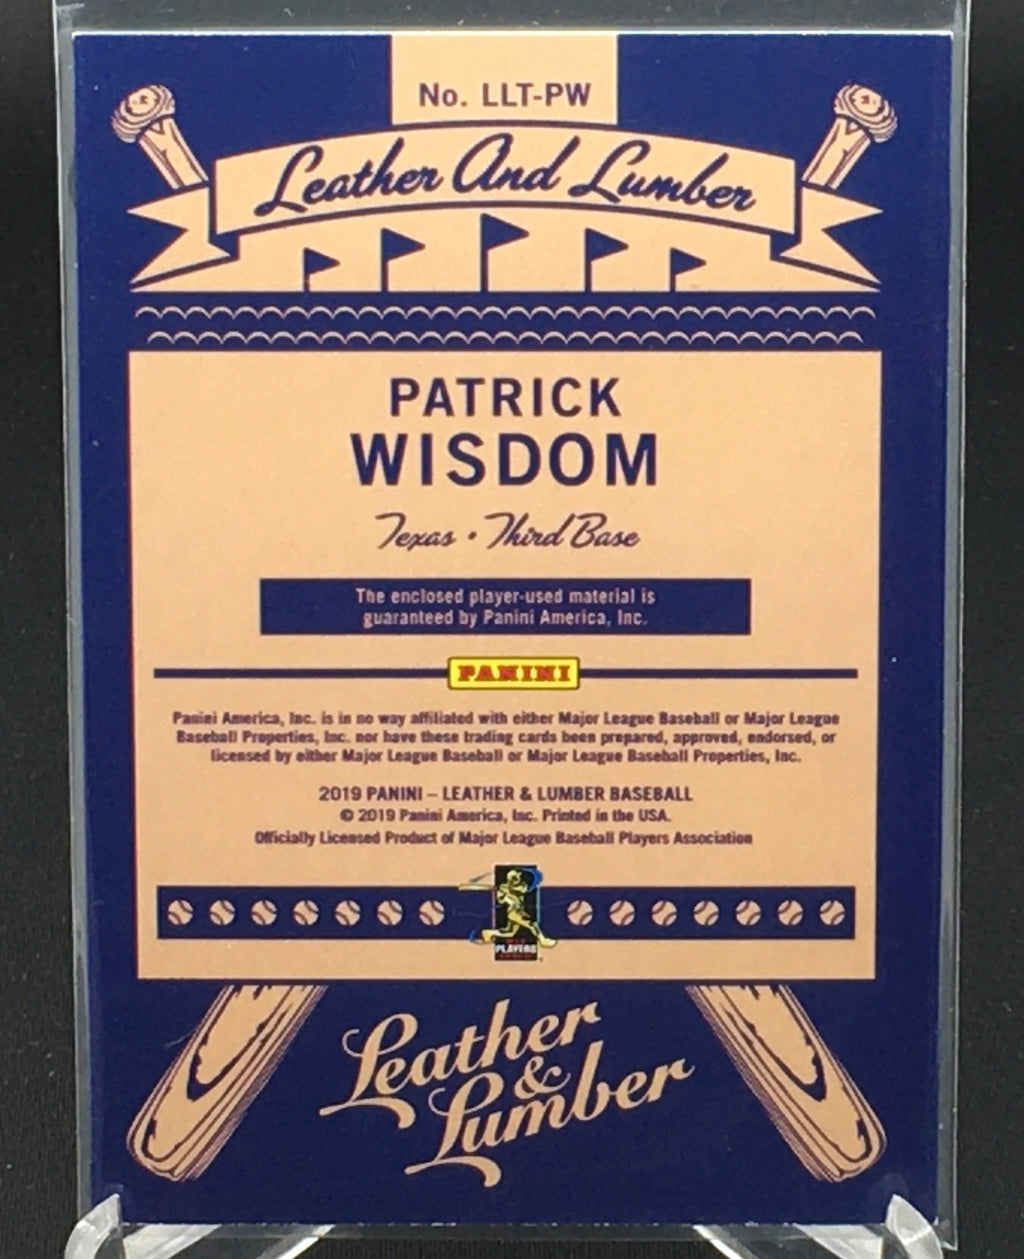 No. LLT-PW
Leather And Lumber
PATRICK
WISDOM
Texas • Third Base
The enclosed player-used material is
guaranteed by Panini America, Inc.
PANINI
Panini America, Inc. is in no way affiliated with either Major League Baseball or Major League
Baseball Properties, Inc. nor have these trading cards been prepared, approved, endorsed, or
licensed by either Major League Baseball or Major League Baseball Properties, Inc.
2019 PANINI – LEATHER & LUMBER BASEBALL
© 2019 Panini America, Inc. Printed in the USA.
Officially Licensed Product of Major League Baseball Players Association
PLAYERS
Leather
&
Lumber